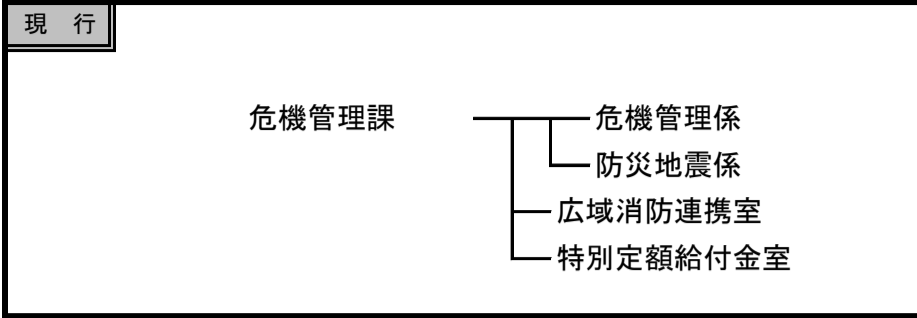 現　行
危機管理課
危機管理係
防災地震係
広域消防連携室
特別定額給付金室